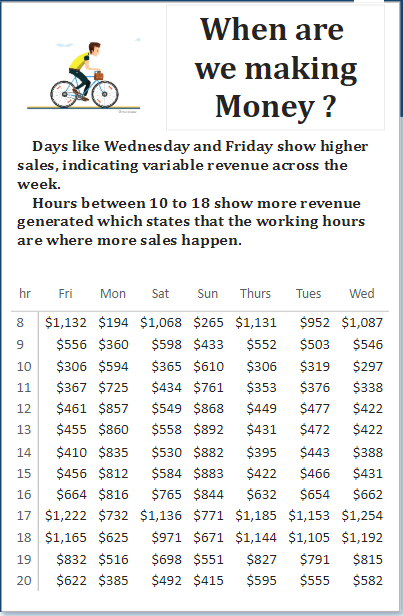 When are
we making
Money ?
Days like Wednesday and Friday show higher
sales, indicating variable revenue across the
week.
Hours between 10 to 18 show more revenue
generated which states that the working hours
are where more sales happen.
hr Fri Mon Sat Sun Thurs Tues Wed
8 $1,132 $194 $1,068 $265 $1,131 $952 $1,087
9 $556 $360 $598 $433 $552 $503 $546
10 $306 $594 $365 $610 $306 $319 $297
11 $367 $725 $434 $761 $353 $376 $338
12 $461 $857 $549 $868 $449 $477 $422
13 $455 $860 $558 $892 $431 $472 $422
14 $410 $835 $530 $882 $395 $443 $388
15 $456 $812 $584 $883 $422 $466 $431
16 $664 $816 $765 $844 $632 $654 $662
17 $1,222 $732 $1,136 $771 $1,185 $1,153 $1,254
18 $1,165 $625 $971 $671 $1,144 $1,105 $1,192
19 $832 $516 $698 $551 $827 $791 $815
20 $622 $385 $492 $415 $595 $555 $582